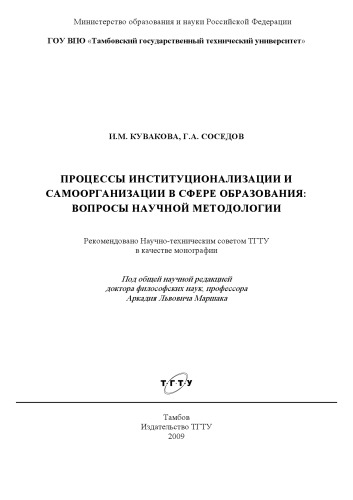 Министерство образования и науки Российской Федерации
ГОУ ВПО «Тамбовский государственный технический университет»
И.М. КУВАКОВА, Г.А. СОСЕДОВ
ПРОЦЕССЫ ИНСТИТУЦИОНАЛИЗАЦИИ И
САМООРГАНИЗАЦИИ В СФЕРЕ ОБРАЗОВАНИЯ:
ВОПРОСЫ НАУЧНОЙ МЕТОДОЛОГИИ
Рекомендовано Научно-техническим советом ТГТУ
в качестве монографии
Под общей научной редакцией
доктора философских наук, профессора
Аркадия Львовича Маршака
Т·Г·Т·У
Тамбов
Издательство ТГТУ
2009